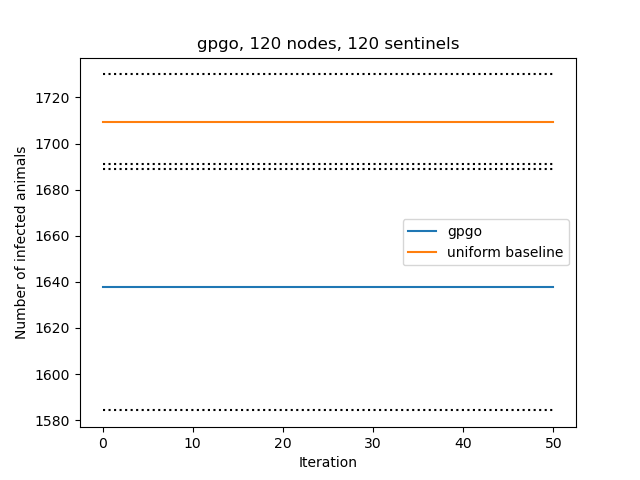 gpgo, 120 nodes, 120 sentinels
Number of infected animals
1720
1700
1680
1660
1640
1620
1600
1580
gpgo
uniform baseline
0 10 20 30 40 50
Iteration